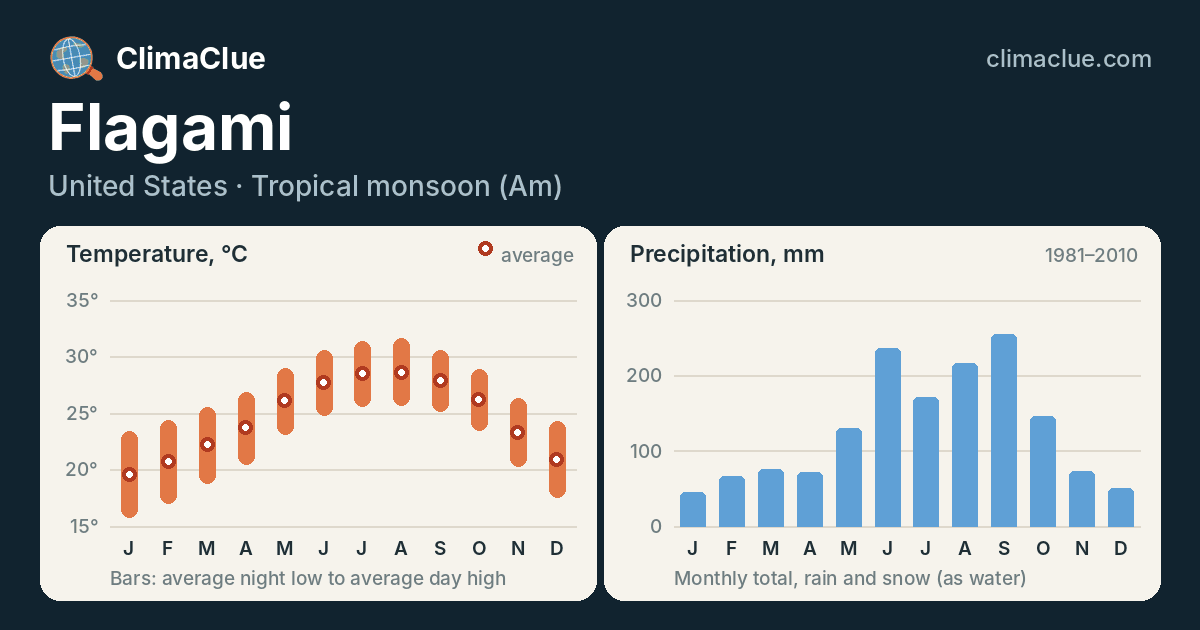 ClimaClue
climaclue.com
Flagami
United States · Tropical monsoon (Am)
Temperature, °C
average
35°
30°
25°
20°
15°
J F M A M J J A S O N D
Bars: average night low to average day high
Precipitation, mm
1981–2010
300
200
100
0
J F M A M J J A S O N D
Monthly total, rain and snow (as water)